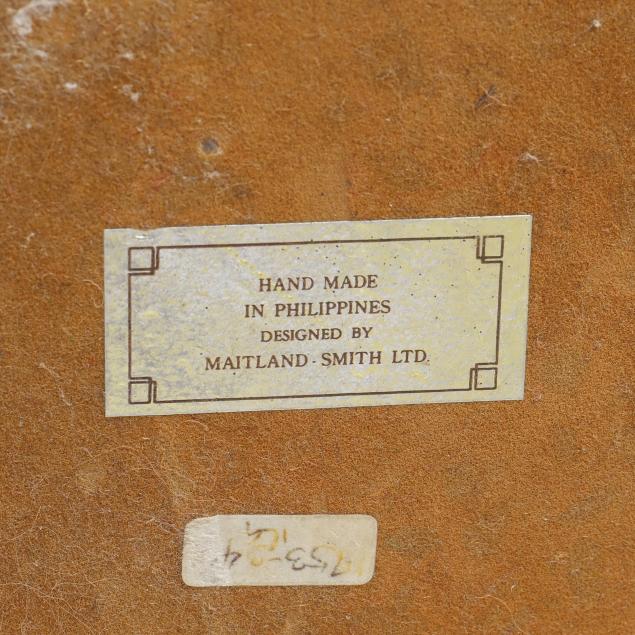 HAND MADE
IN PHILIPPINES
DESIGNED BY
MAITLAND-SMITH LTD.